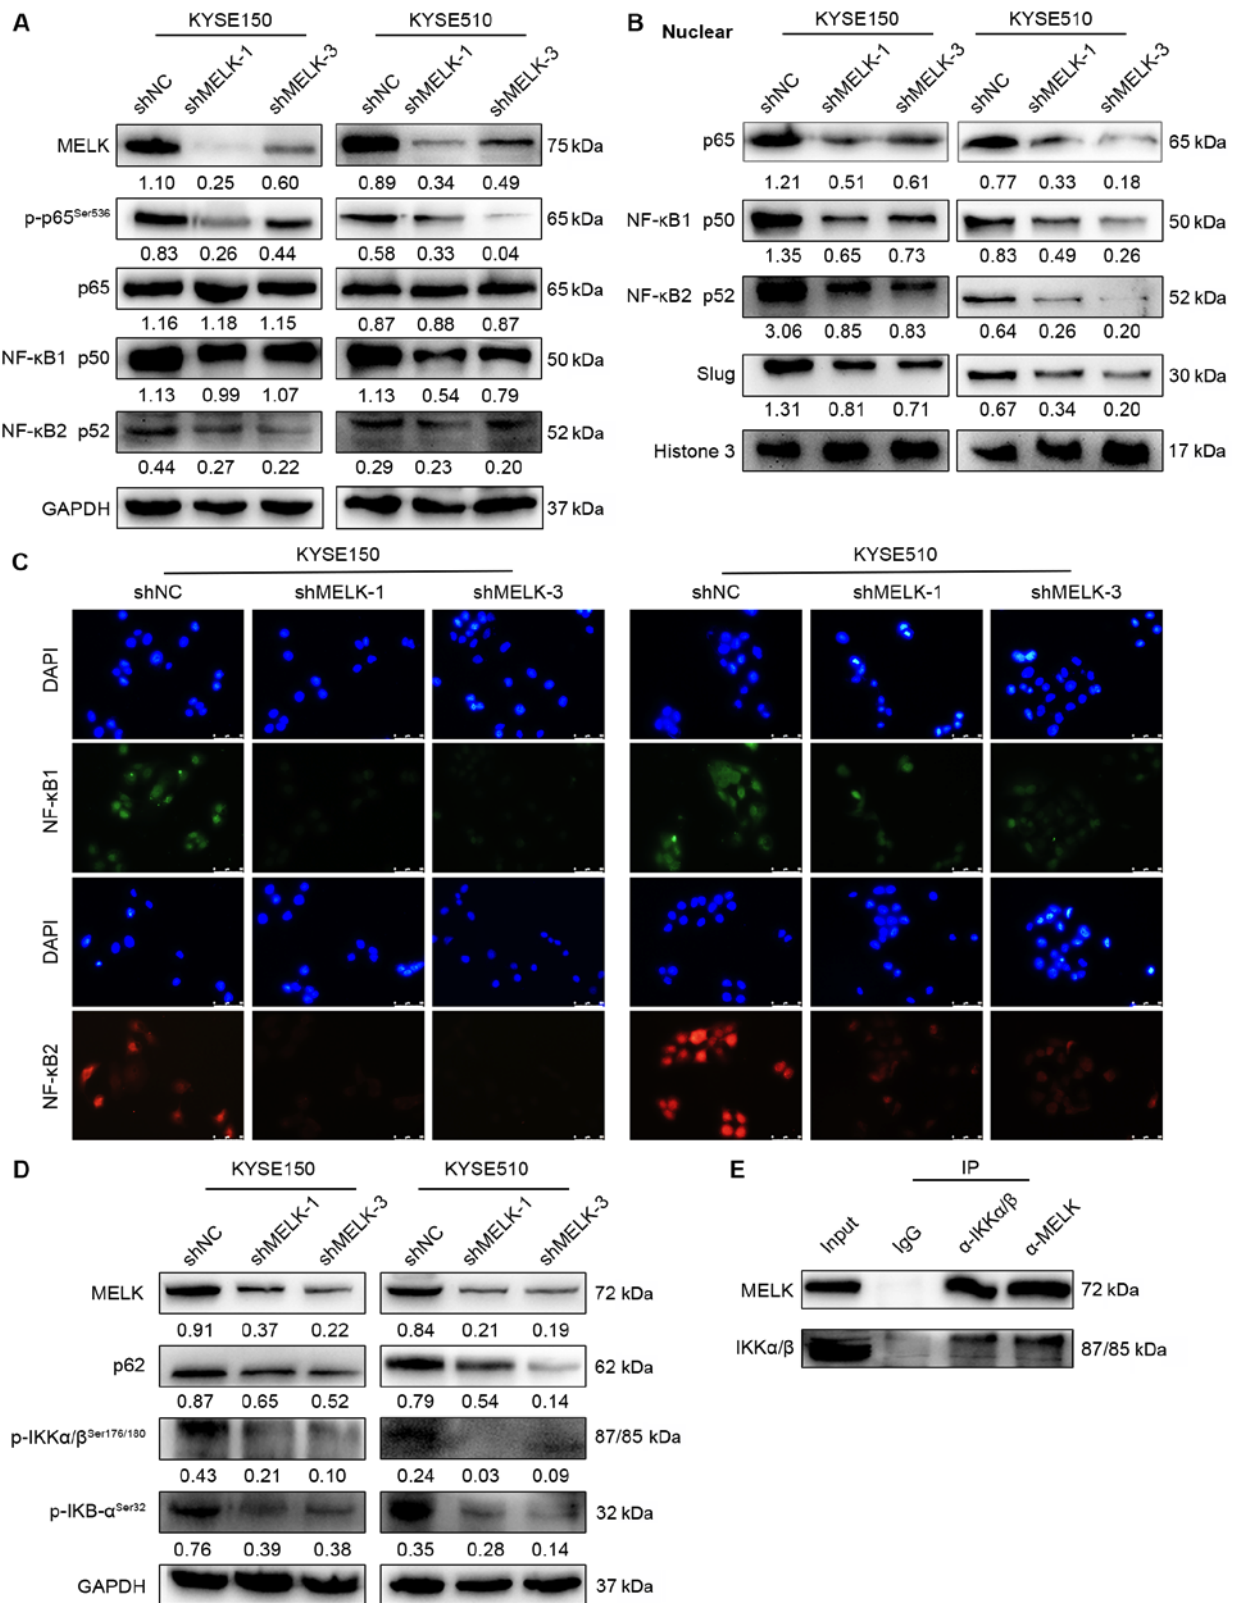 A
KYSE150 KYSE510
shNC shMELK-1 shMELK-3 shNC shMELK-1 shMELK-3
MELK 75 kDa
1.10 0.25 0.60 0.89 0.34 0.49
p-p65Ser536 65 kDa
0.83 0.26 0.44 0.58 0.33 0.04
p65 65 kDa
1.16 1.18 1.15 0.87 0.88 0.87
NF-κB1 p50 50 kDa
1.13 0.99 1.07 1.13 0.54 0.79
NF-κB2 p52 52 kDa
0.44 0.27 0.22 0.29 0.23 0.20
GAPDH 37 kDa
B
Nuclear
KYSE150 KYSE510
shNC shMELK-1 shMELK-3 shNC shMELK-1 shMELK-3
p65 65 kDa
1.21 0.51 0.61 0.77 0.33 0.18
NF-κB1 p50 50 kDa
1.35 0.65 0.73 0.83 0.49 0.26
NF-κB2 p52 52 kDa
3.06 0.85 0.83 0.64 0.26 0.20
Slug 30 kDa
1.31 0.81 0.71 0.67 0.34 0.20
Histone 3 17 kDa
C
KYSE150 KYSE510
shNC shMELK-1 shMELK-3 shNC shMELK-1 shMELK-3
DAPI
NF-κB1
DAPI
NF-κB2
D
KYSE150 KYSE510
shNC shMELK-1 shMELK-3 shNC shMELK-1 shMELK-3
MELK 72 kDa
0.91 0.37 0.22 0.84 0.21 0.19
p62 62 kDa
0.87 0.65 0.52 0.79 0.54 0.14
p-IKKα/βSer176/180 87/85 kDa
0.43 0.21 0.10 0.24 0.03 0.09
p-IKB-αSer32 32 kDa
0.76 0.39 0.38 0.35 0.28 0.14
GAPDH 37 kDa
E
IP
Input IgG α-IKKα/β α-MELK
MELK 72 kDa
IKKα/β 87/85 kDa